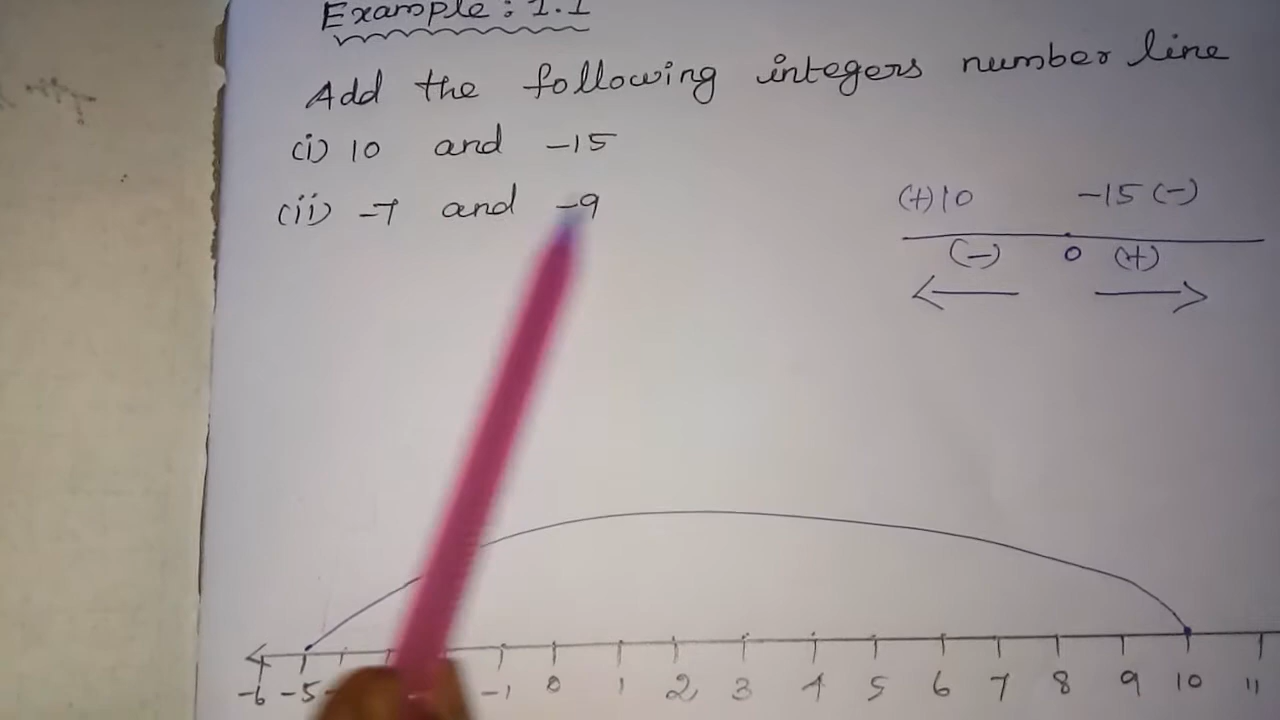 Example: 1.1
Add the following integers number line
(i) 10 and -15
(ii) -7 and -9
(+)10 -15(-)
(-) 0 (+)
-6 -5 -1 0 1 2 3 4 5 6 7 8 9 10 11